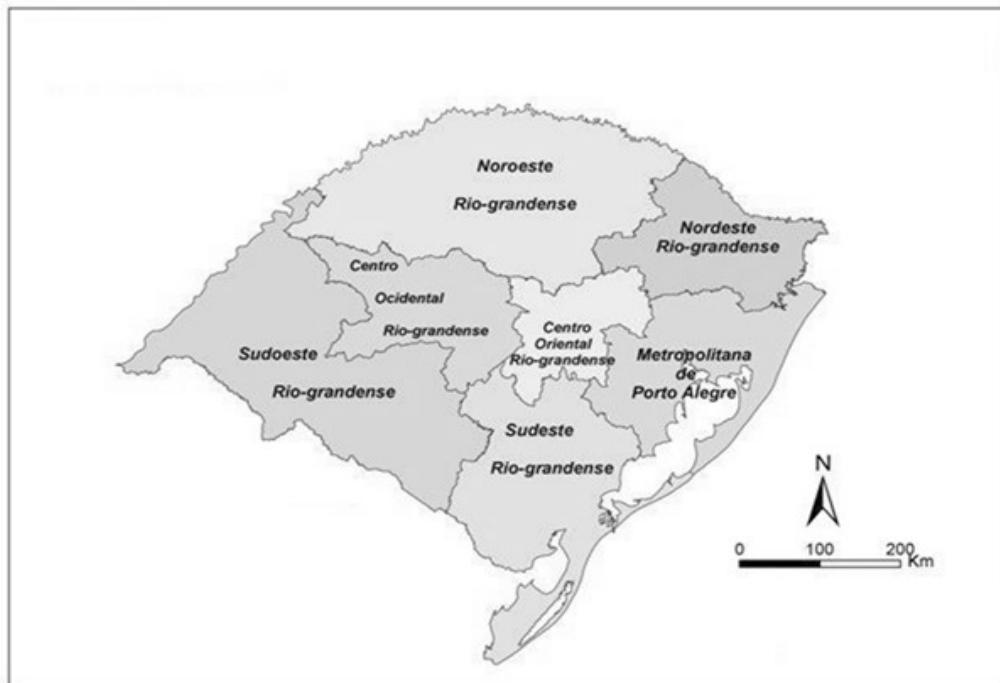 Noroeste
Rio-grandense
Nordeste
Rio-grandense
Centro
Ocidental
Rio-grandense
Centro
Oriental
Rio-grandense
Sudoeste
Rio-grandense
Metropolitana
de
Porto Alegre
Sudeste
Rio-grandense
N
0 100 200
Km